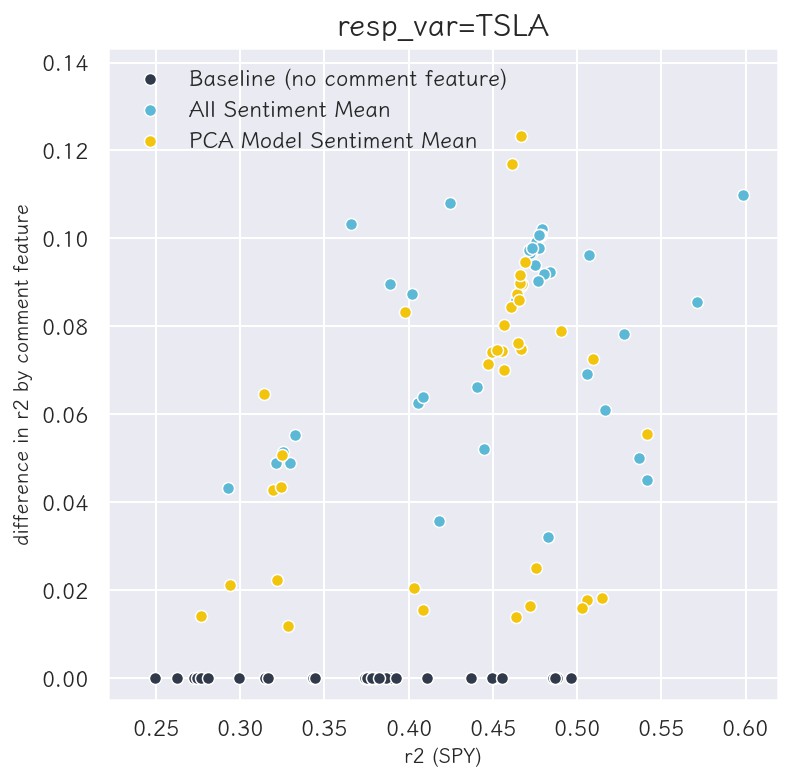 resp_var=TSLA
Baseline (no comment feature)
All Sentiment Mean
PCA Model Sentiment Mean
difference in r2 by comment feature
0.14
0.12
0.10
0.08
0.06
0.04
0.02
0.00
0.25 0.30 0.35 0.40 0.45 0.50 0.55 0.60
r2 (SPY)